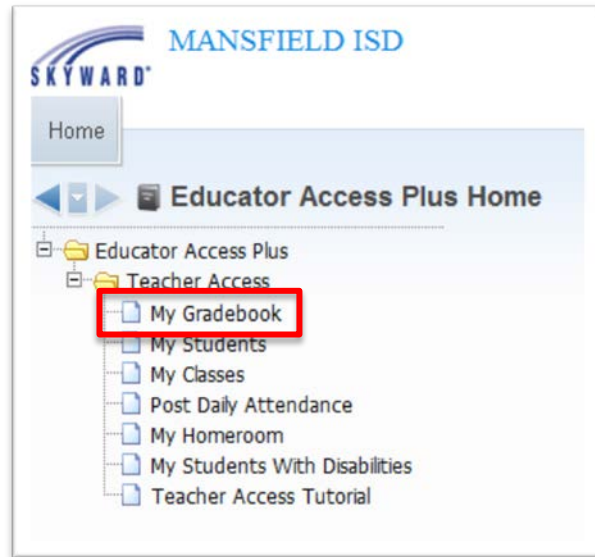 MANSFIELD ISD
SKYWARD
Home
Educator Access Plus Home
Educator Access Plus
Teacher Access
My Gradebook
My Students
My Classes
Post Daily Attendance
My Homeroom
My Students With Disabilities
Teacher Access Tutorial